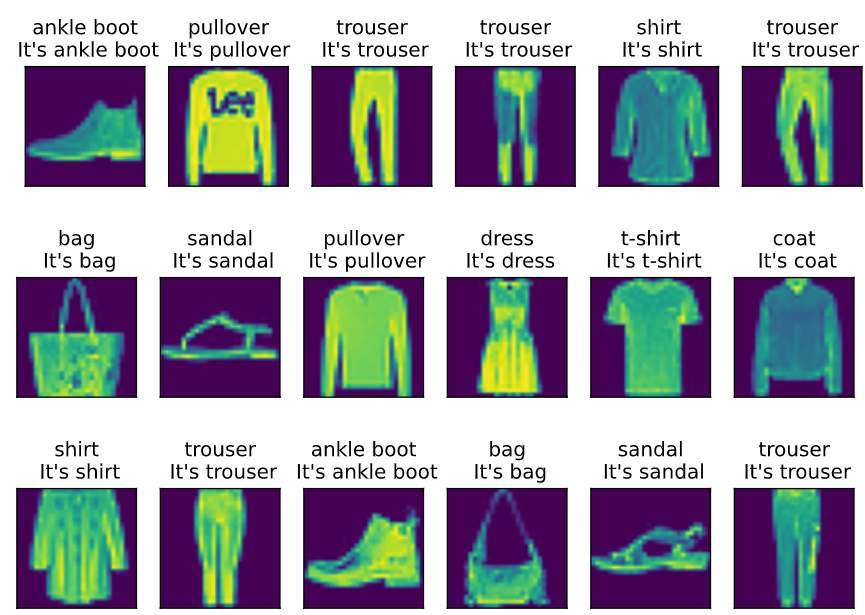 ankle boot
It's ankle boot
pullover
It's pullover
trouser
It's trouser
trouser
It's trouser
shirt
It's shirt
trouser
It's trouser
Lee
bag
It's bag
sandal
It's sandal
pullover
It's pullover
dress
It's dress
t-shirt
It's t-shirt
coat
It's coat
shirt
It's shirt
trouser
It's trouser
ankle boot
It's ankle boot
bag
It's bag
sandal
It's sandal
trouser
It's trouser